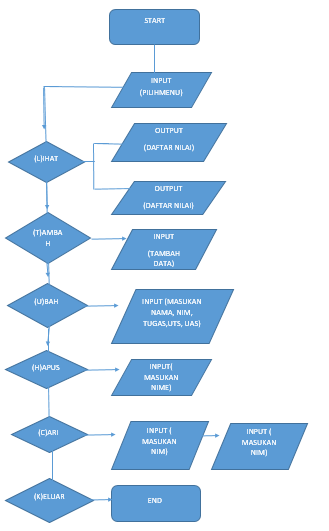 START
INPUT
(PILIHMENU)
OUTPUT
(DAFTAR NILAI)
(L)IHAT
OUTPUT
(DAFTAR NILAI)
(T)AMBA
H
INPUT
(TAMBAH
DATA)
(U)BAH
INPUT (MASUKAN
NAMA, NIM,
TUGAS,UTS, UAS)
(H)APUS
INPUT(
MASUKAN
NIME)
(C)ARI
INPUT (
MASUKAN
NIM)
INPUT (
MASUKAN
NIM)
(K)ELUAR
END